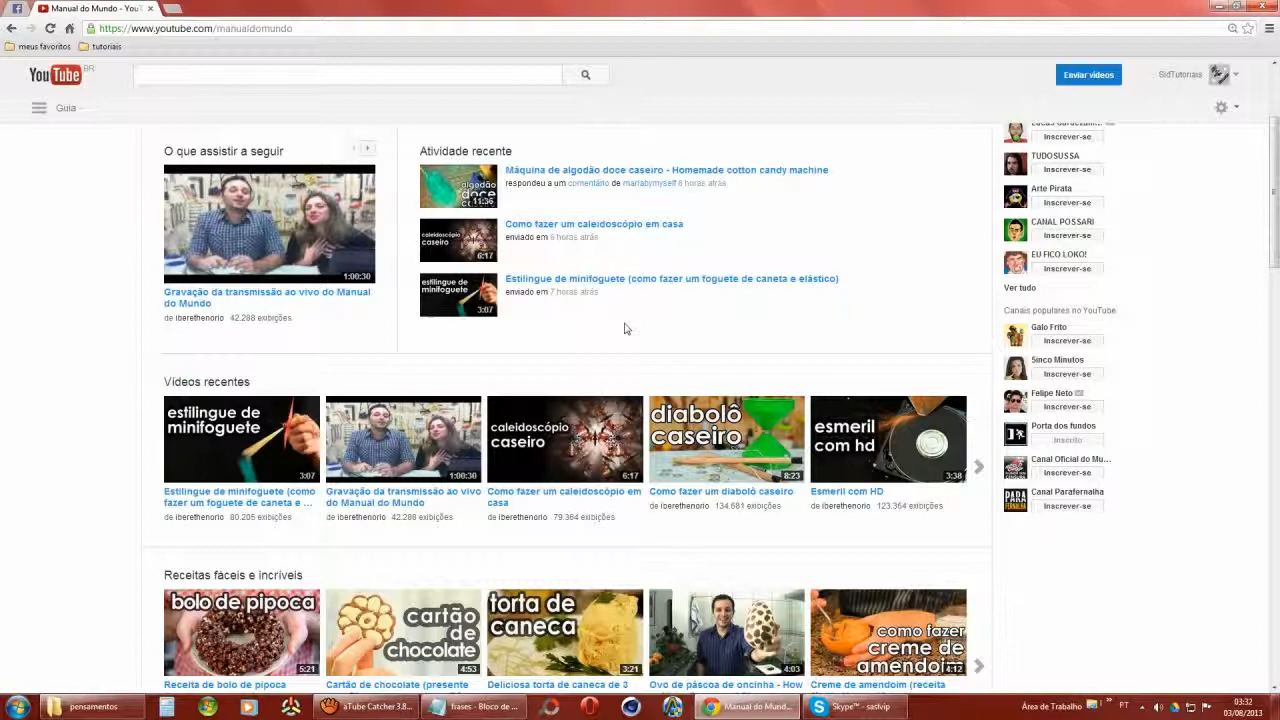 Manual do Mundo - YouT
https://www.youtube.com/manualdomundo
meus favoritos
tutoriais
YouTube BR
Enviar vídeos
SidTutoriais
Guia
O que assistir a seguir
1:00:30
Gravação da transmissão ao vivo do Manual
do Mundo
de iberethenorio 42.288 exibições
Atividade recente
algodão
doce
11:36
Máquina de algodão doce caseiro - Homemade cotton candy machine
respondeu a um comentário de mariabymyself 6 horas atrás
caleidoscópio
caseiro
6:17
Como fazer um caleidoscópio em casa
enviado em 6 horas atrás
estilingue de
minifoguete
3:07
Estilingue de minifoguete (como fazer um foguete de caneta e elástico)
enviado em 7 horas atrás
Inscrever-se
TUDOSUSSA
Inscrever-se
Arte Pirata
Inscrever-se
CANAL POSSARI
Inscrever-se
EU FICO LOKO!
Inscrever-se
Ver tudo
Canais populares no YouTube
Galo Frito
Inscrever-se
5inco Minutos
Inscrever-se
Felipe Neto
Inscrever-se
Porta dos fundos
Inscrito
Canal Oficial do Mu...
Inscrever-se
PARA
FERNALHA
Canal Parafernalha
Inscrever-se
Vídeos recentes
estilingue de
minifoguete
3:07
Estilingue de minifoguete (como
fazer um foguete de caneta e ...
de iberethenorio 80.205 exibições
1:00:30
Gravação da transmissão ao vivo
do Manual do Mundo
de iberethenorio 42.288 exibições
caleidoscópio
caseiro
6:17
Como fazer um caleidoscópio em
casa
de iberethenorio 79.364 exibições
diabolô
caseiro
8:23
Como fazer um diabolô caseiro
de iberethenorio 134.681 exibições
esmeril
com hd
3:38
Esmeril com HD
de iberethenorio 123.364 exibições
Receitas fáceis e incríveis
bolo de pipoca
5:21
Receita de bolo de pipoca
cartão
de
chocolate
4:53
Cartão de chocolate (presente
torta de
caneca
3:21
Deliciosa torta de caneca de 3
4:03
Ovo de páscoa de oncinha - How
como fazer
creme de
amendoim
4:12
Creme de amendoim (receita
pensamentos
aTube Catcher 3.8...
frases - Bloco de ...
Manual do Mund...
Skype™ - saslvip
Área de Trabalho
PT
03:32
03/08/2013